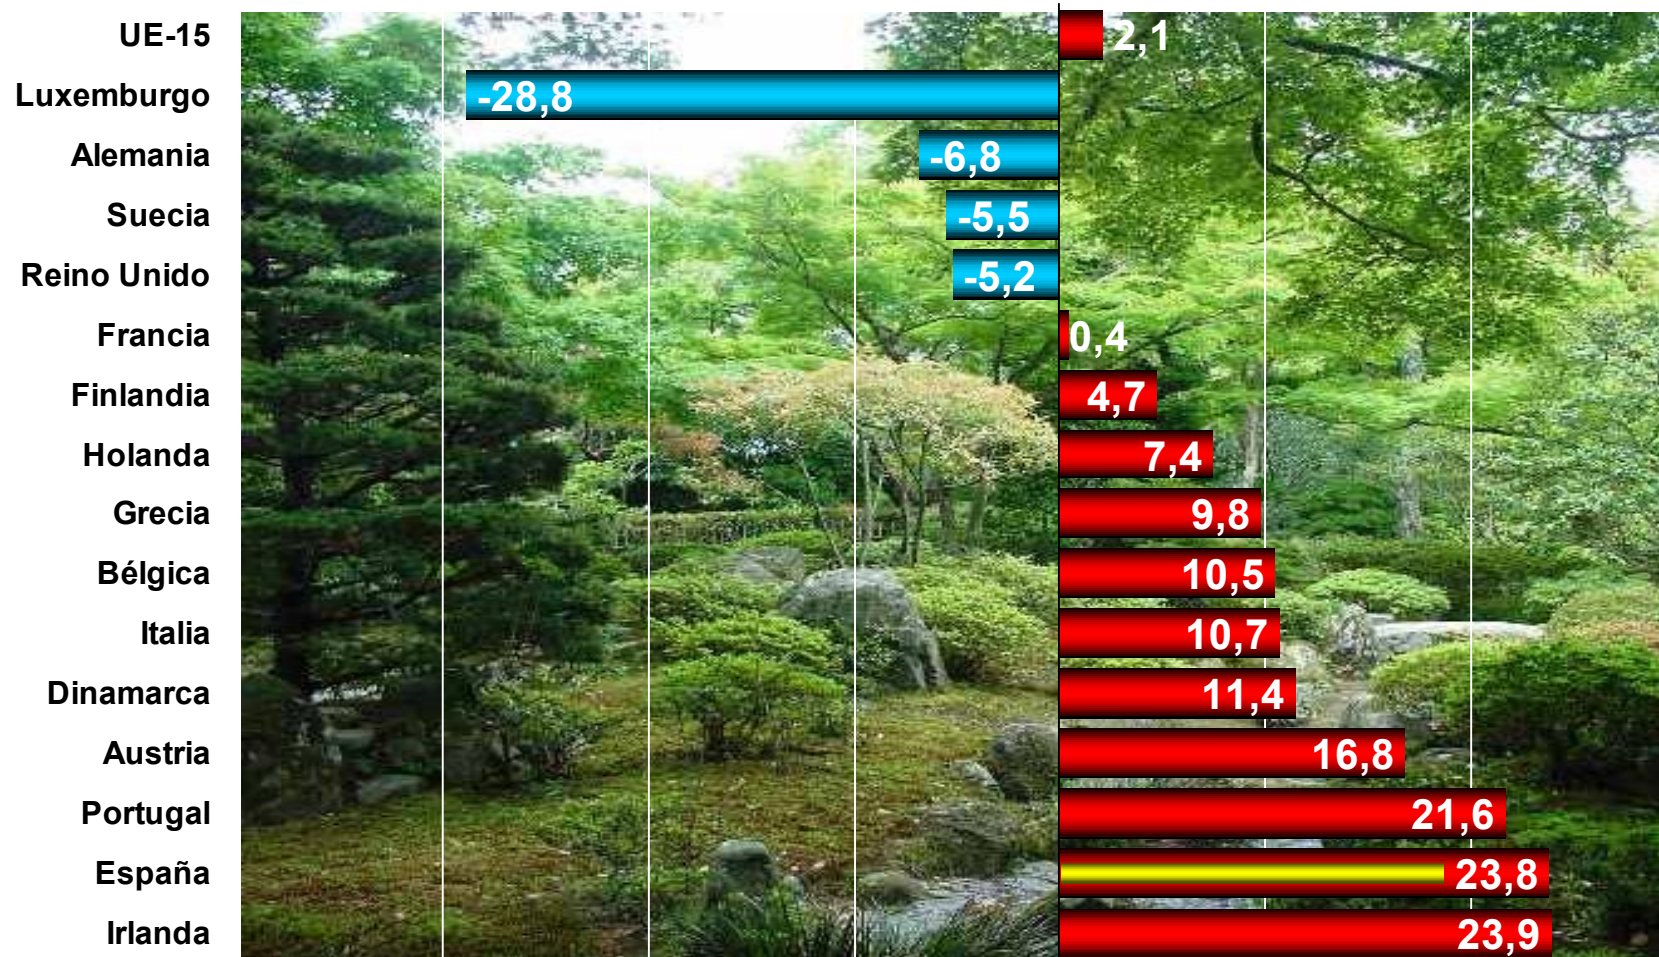 UE-15 2,1
Luxemburgo -28,8
Alemania -6,8
Suecia -5,5
Reino Unido -5,2
Francia 0,4
Finlandia 4,7
Holanda 7,4
Grecia 9,8
Bélgica 10,5
Italia 10,7
Dinamarca 11,4
Austria 16,8
Portugal 21,6
España 23,8
Irlanda 23,9